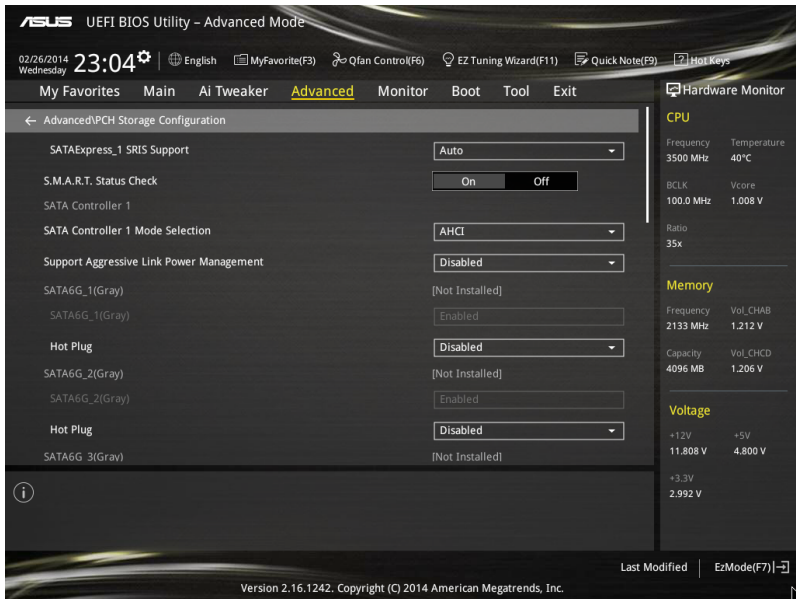 ASUS UEFI BIOS Utility – Advanced Mode
02/26/2014 Wednesday 23:04 English MyFavorite(F3) Qfan Control(F6) EZ Tuning Wizard(F11) Quick Note(F9) ? Hot Keys
My Favorites Main Ai Tweaker Advanced Monitor Boot Tool Exit
← Advanced\PCH Storage Configuration
SATAExpress_1 SRIS Support Auto
S.M.A.R.T. Status Check On Off
SATA Controller 1
SATA Controller 1 Mode Selection AHCI
Support Aggressive Link Power Management Disabled
SATA6G_1(Gray) [Not Installed]
SATA6G_1(Gray) Enabled
Hot Plug Disabled
SATA6G_2(Gray) [Not Installed]
SATA6G_2(Gray) Enabled
Hot Plug Disabled
SATA6G_3(Gray) [Not Installed]
Hardware Monitor
CPU
Frequency Temperature
3500 MHz 40°C
BCLK Vcore
100.0 MHz 1.008 V
Ratio
35x
Memory
Frequency Vol_CHAB
2133 MHz 1.212 V
Capacity Vol_CHCD
4096 MB 1.206 V
Voltage
+12V +5V
11.808 V 4.800 V
+3.3V
2.992 V
Last Modified EzMode(F7)
Version 2.16.1242. Copyright (C) 2014 American Megatrends, Inc.